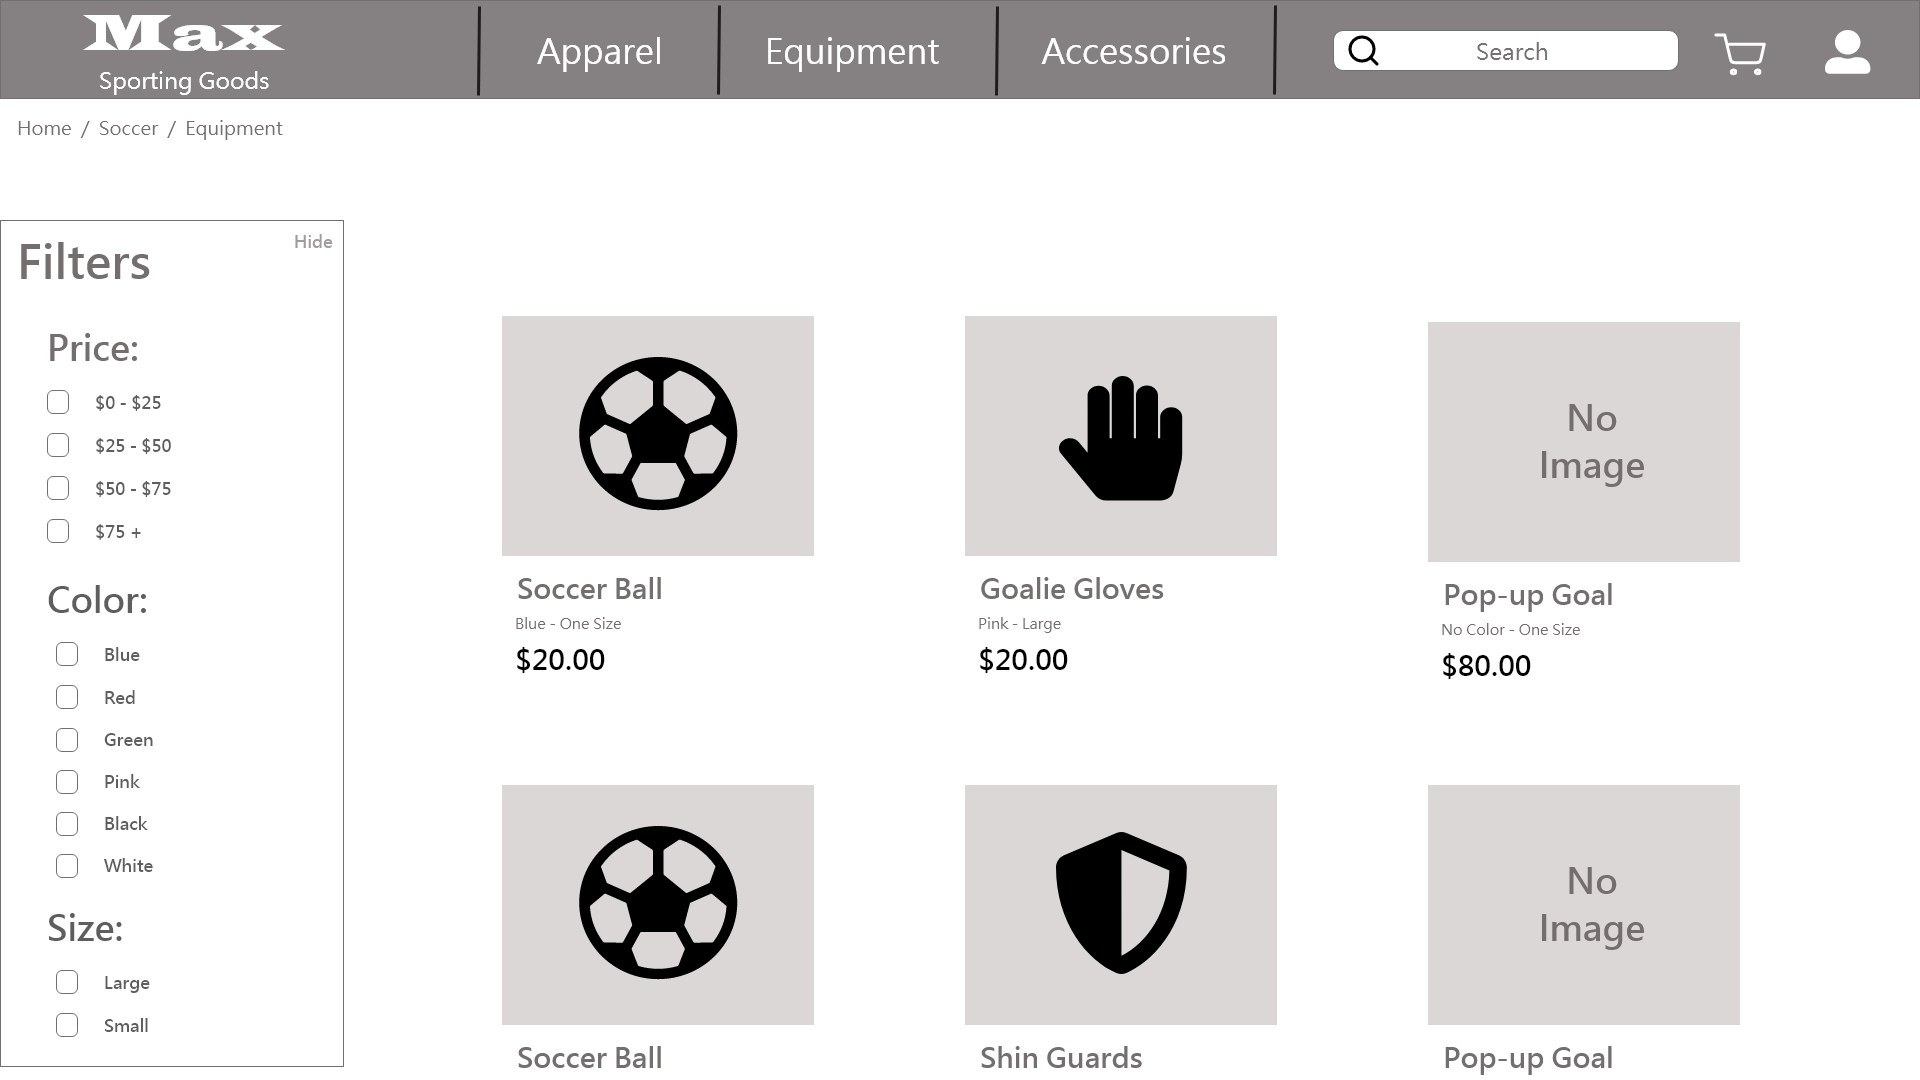 Max
Sporting Goods
Apparel
Equipment
Accessories
Search
Home / Soccer / Equipment
Filters
Hide
Price:
$0 - $25
$25 - $50
$50 - $75
$75 +
Color:
Blue
Red
Green
Pink
Black
White
Size:
Large
Small
Soccer Ball
Blue - One Size
$20.00
Goalie Gloves
Pink - Large
$20.00
No
Image
Pop-up Goal
No Color - One Size
$80.00
Soccer Ball
Shin Guards
No
Image
Pop-up Goal